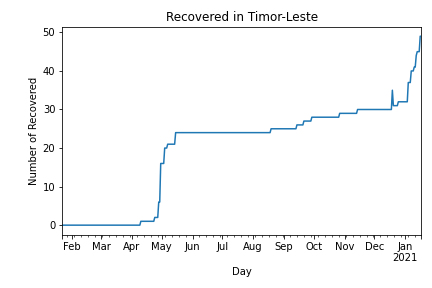 Recovered in Timor-Leste
Number of Recovered
50
40
30
20
10
0
Feb Mar Apr May Jun Jul Aug Sep Oct Nov Dec Jan
2021
Day